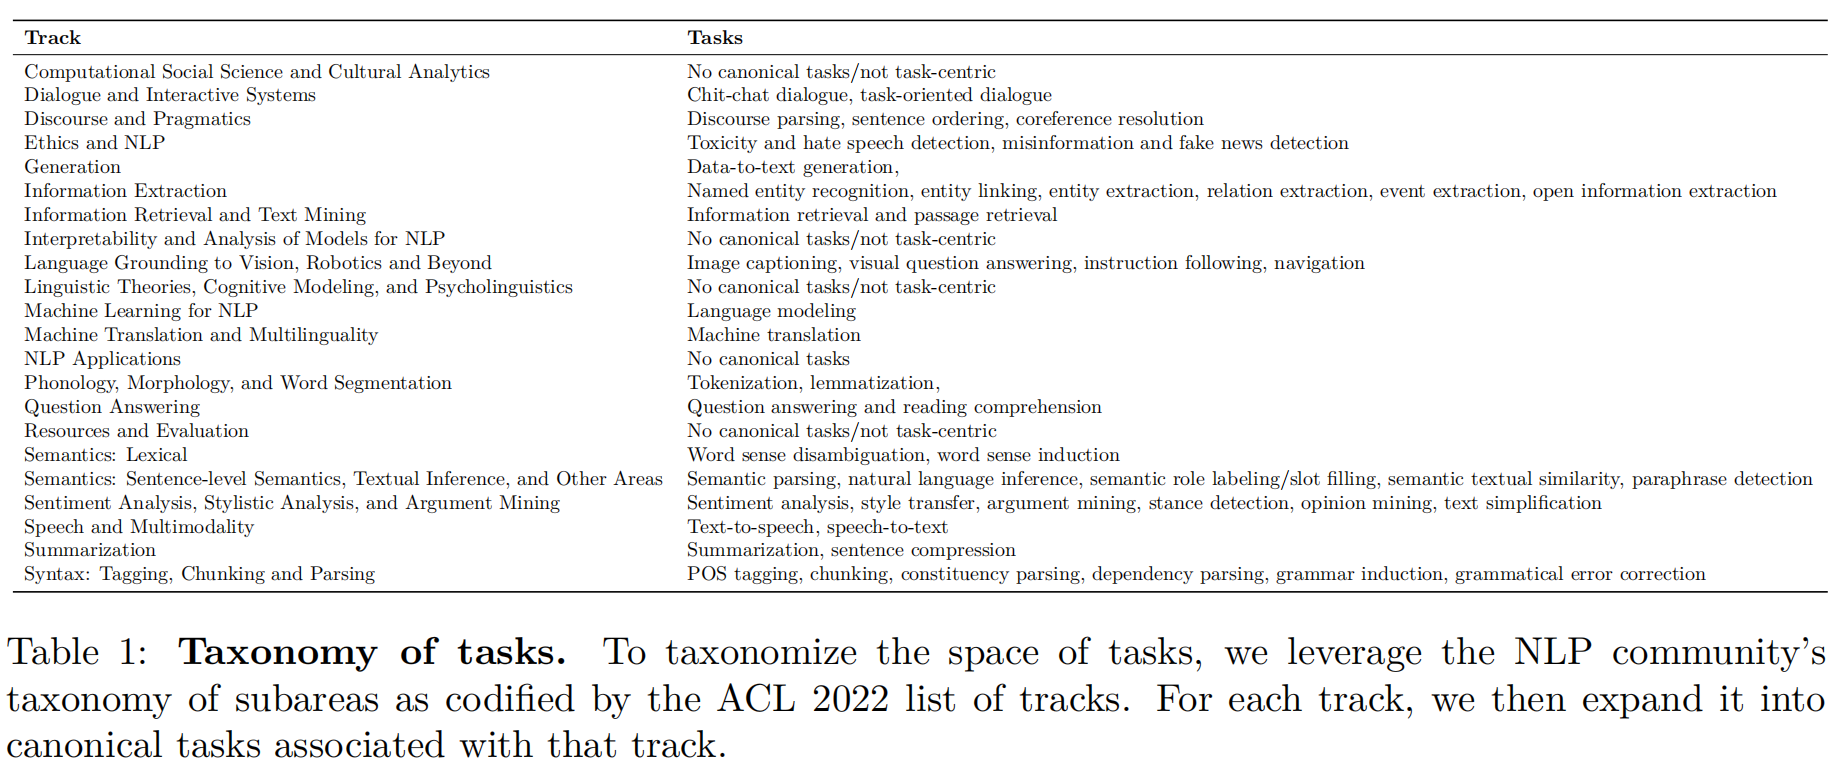 Track Tasks
Computational Social Science and Cultural Analytics No canonical tasks/not task-centric
Dialogue and Interactive Systems Chit-chat dialogue, task-oriented dialogue
Discourse and Pragmatics Discourse parsing, sentence ordering, coreference resolution
Ethics and NLP Toxicity and hate speech detection, misinformation and fake news detection
Generation Data-to-text generation,
Information Extraction Named entity recognition, entity linking, entity extraction, relation extraction, event extraction, open information extraction
Information Retrieval and Text Mining Information retrieval and passage retrieval
Interpretability and Analysis of Models for NLP No canonical tasks/not task-centric
Language Grounding to Vision, Robotics and Beyond Image captioning, visual question answering, instruction following, navigation
Linguistic Theories, Cognitive Modeling, and Psycholinguistics No canonical tasks/not task-centric
Machine Learning for NLP Language modeling
Machine Translation and Multilinguality Machine translation
NLP Applications No canonical tasks
Phonology, Morphology, and Word Segmentation Tokenization, lemmatization,
Question Answering Question answering and reading comprehension
Resources and Evaluation No canonical tasks/not task-centric
Semantics: Lexical Word sense disambiguation, word sense induction
Semantics: Sentence-level Semantics, Textual Inference, and Other Areas Semantic parsing, natural language inference, semantic role labeling/slot filling, semantic textual similarity, paraphrase detection
Sentiment Analysis, Stylistic Analysis, and Argument Mining Sentiment analysis, style transfer, argument mining, stance detection, opinion mining, text simplification
Speech and Multimodality Text-to-speech, speech-to-text
Summarization Summarization, sentence compression
Syntax: Tagging, Chunking and Parsing POS tagging, chunking, constituency parsing, dependency parsing, grammar induction, grammatical error correction
Table 1: Taxonomy of tasks. To taxonomize the space of tasks, we leverage the NLP community's
taxonomy of subareas as codified by the ACL 2022 list of tracks. For each track, we then expand it into
canonical tasks associated with that track.